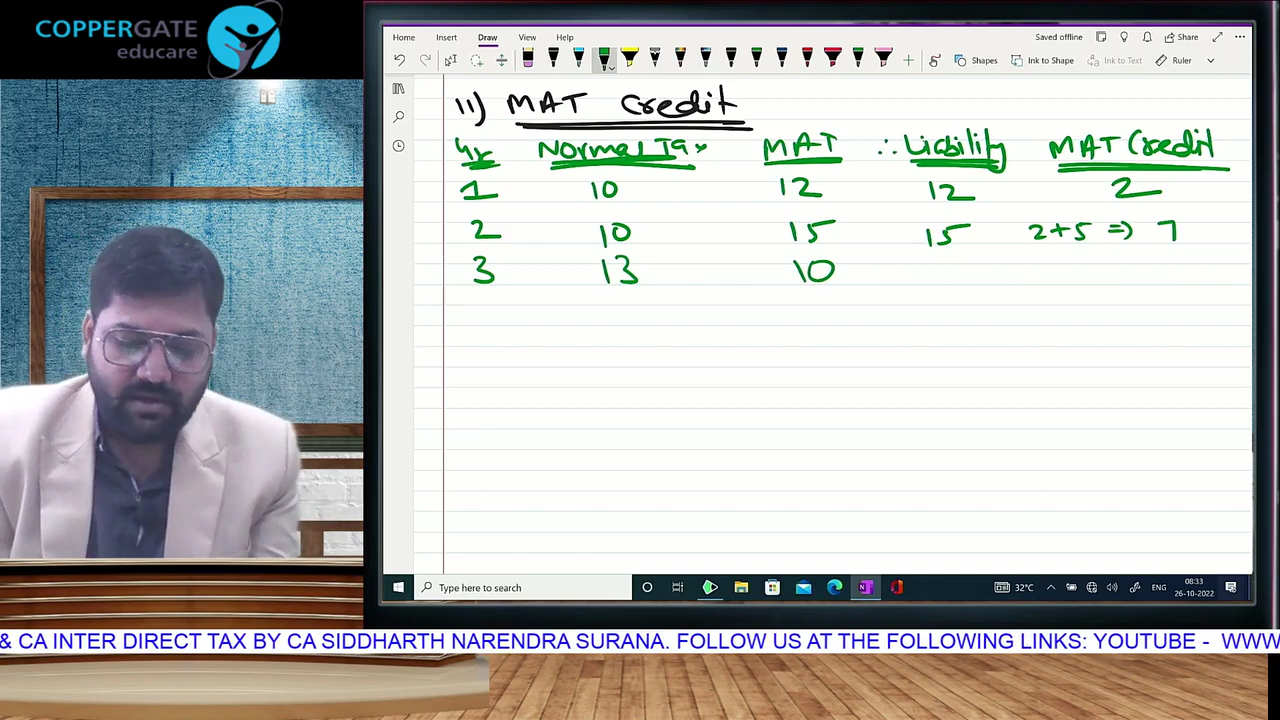 COPPERGATE
educare
Home Insert Draw View Help
Saved offline
Share
Shapes
Ink to Shape
Ink to Text
Ruler
11) MAT Credit
Yr Normal Tax MAT ∴ Liability MAT Credit
1 10 12 12 2
2 10 15 15 2+5 ⇒ 7
3 13 10
Type here to search
32°C
ENG
08:33
26-10-2022
& CA INTER DIRECT TAX BY CA SIDDHARTH NARENDRA SURANA. FOLLOW US AT THE FOLLOWING LINKS: YOUTUBE - WWW